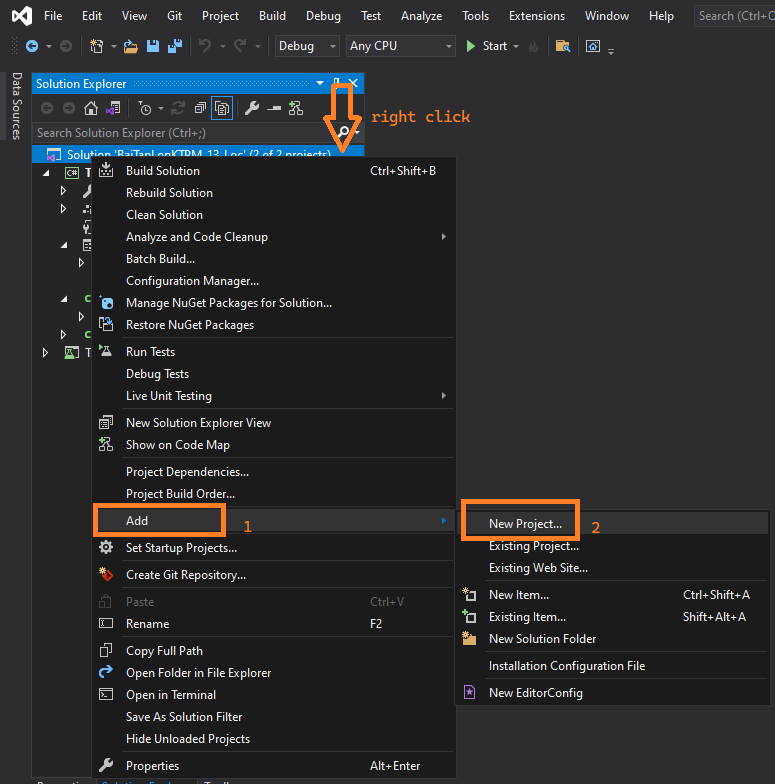 File Edit View Git Project Build Debug Test Analyze Tools Extensions Window Help Search (Ctrl+
Debug Any CPU Start
Data Sources
Solution Explorer
right click
Search Solution Explorer (Ctrl+;)
Solution 'BaiTapLonKTPM_13_Loc' (2 of 2 projects)
Build Solution Ctrl+Shift+B
Rebuild Solution
Clean Solution
Analyze and Code Cleanup
Batch Build...
Configuration Manager...
Manage NuGet Packages for Solution...
Restore NuGet Packages
Run Tests
Debug Tests
Live Unit Testing
New Solution Explorer View
Show on Code Map
Project Dependencies...
Project Build Order...
Add 1
New Project... 2
Existing Project...
Existing Web Site...
New Item... Ctrl+Shift+A
Existing Item... Shift+Alt+A
New Solution Folder
Installation Configuration File
New EditorConfig
Set Startup Projects...
Create Git Repository...
Paste Ctrl+V
Rename F2
Copy Full Path
Open Folder in File Explorer
Open in Terminal
Save As Solution Filter
Hide Unloaded Projects
Properties Alt+Enter